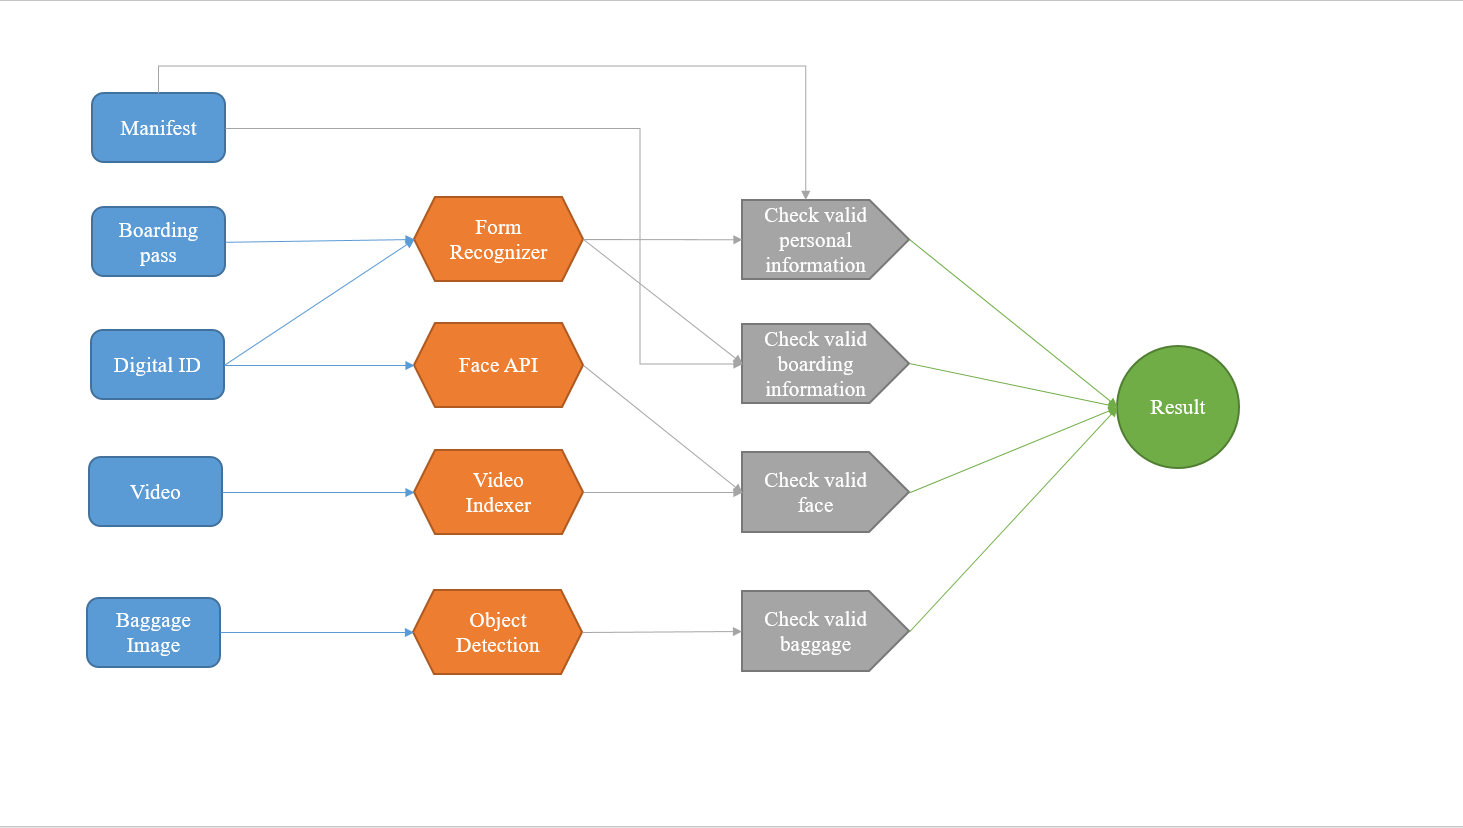 Manifest
Boarding
pass
Digital ID
Video
Baggage
Image
Form
Recognizer
Face API
Video
Indexer
Object
Detection
Check valid
personal
information
Check valid
boarding
information
Check valid
face
Check valid
baggage
Result